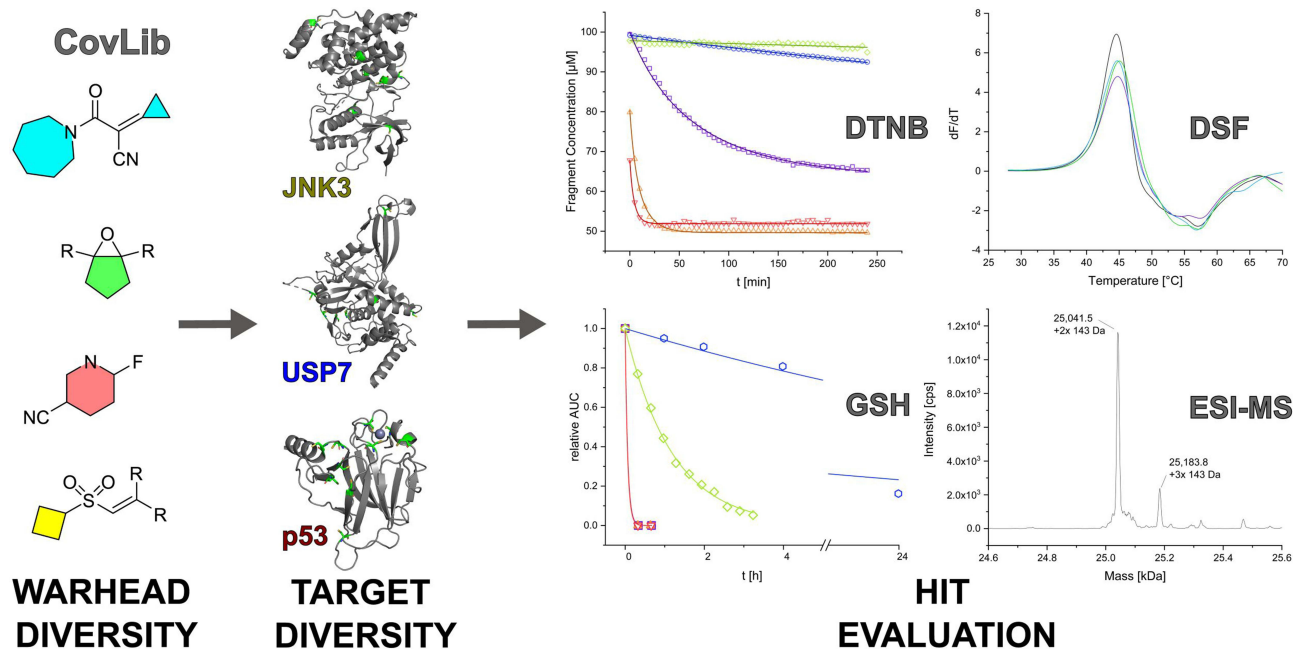 CovLib
O
N
CN
O
R
R
N
F
NC
O
O
S
R
R
WARHEAD
DIVERSITY
JNK3
USP7
p53
TARGET
DIVERSITY
100
90
80
70
60
50
Fragment Concentration [µM]
0
50
100
150
200
250
t [min]
DTNB
8
6
4
2
0
-2
-4
dF/dT
25
30
35
40
45
50
55
60
65
70
Temperature [°C]
DSF
1.0
0.8
0.6
0.4
0.2
0.0
relative AUC
0
2
4
24
t [h]
GSH
1.2x10⁴
1.0x10⁴
8.0x10³
6.0x10³
4.0x10³
2.0x10³
0.0
Intensity [cps]
25,041.5
+2x 143 Da
25,183.8
+3x 143 Da
24.6
24.8
25.0
25.2
25.4
25.6
Mass [kDa]
ESI-MS
HIT
EVALUATION